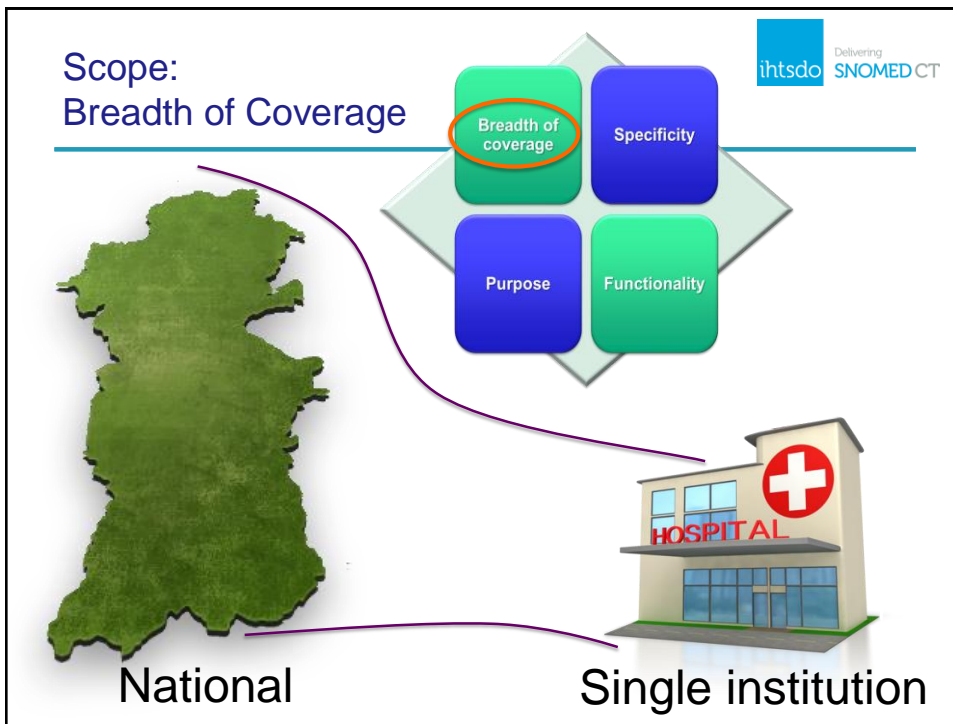 Scope:
Breadth of Coverage
ihtsdo
Delivering
SNOMED CT
Breadth of
coverage
Specificity
Purpose
Functionality
HOSPITAL
National
Single institution